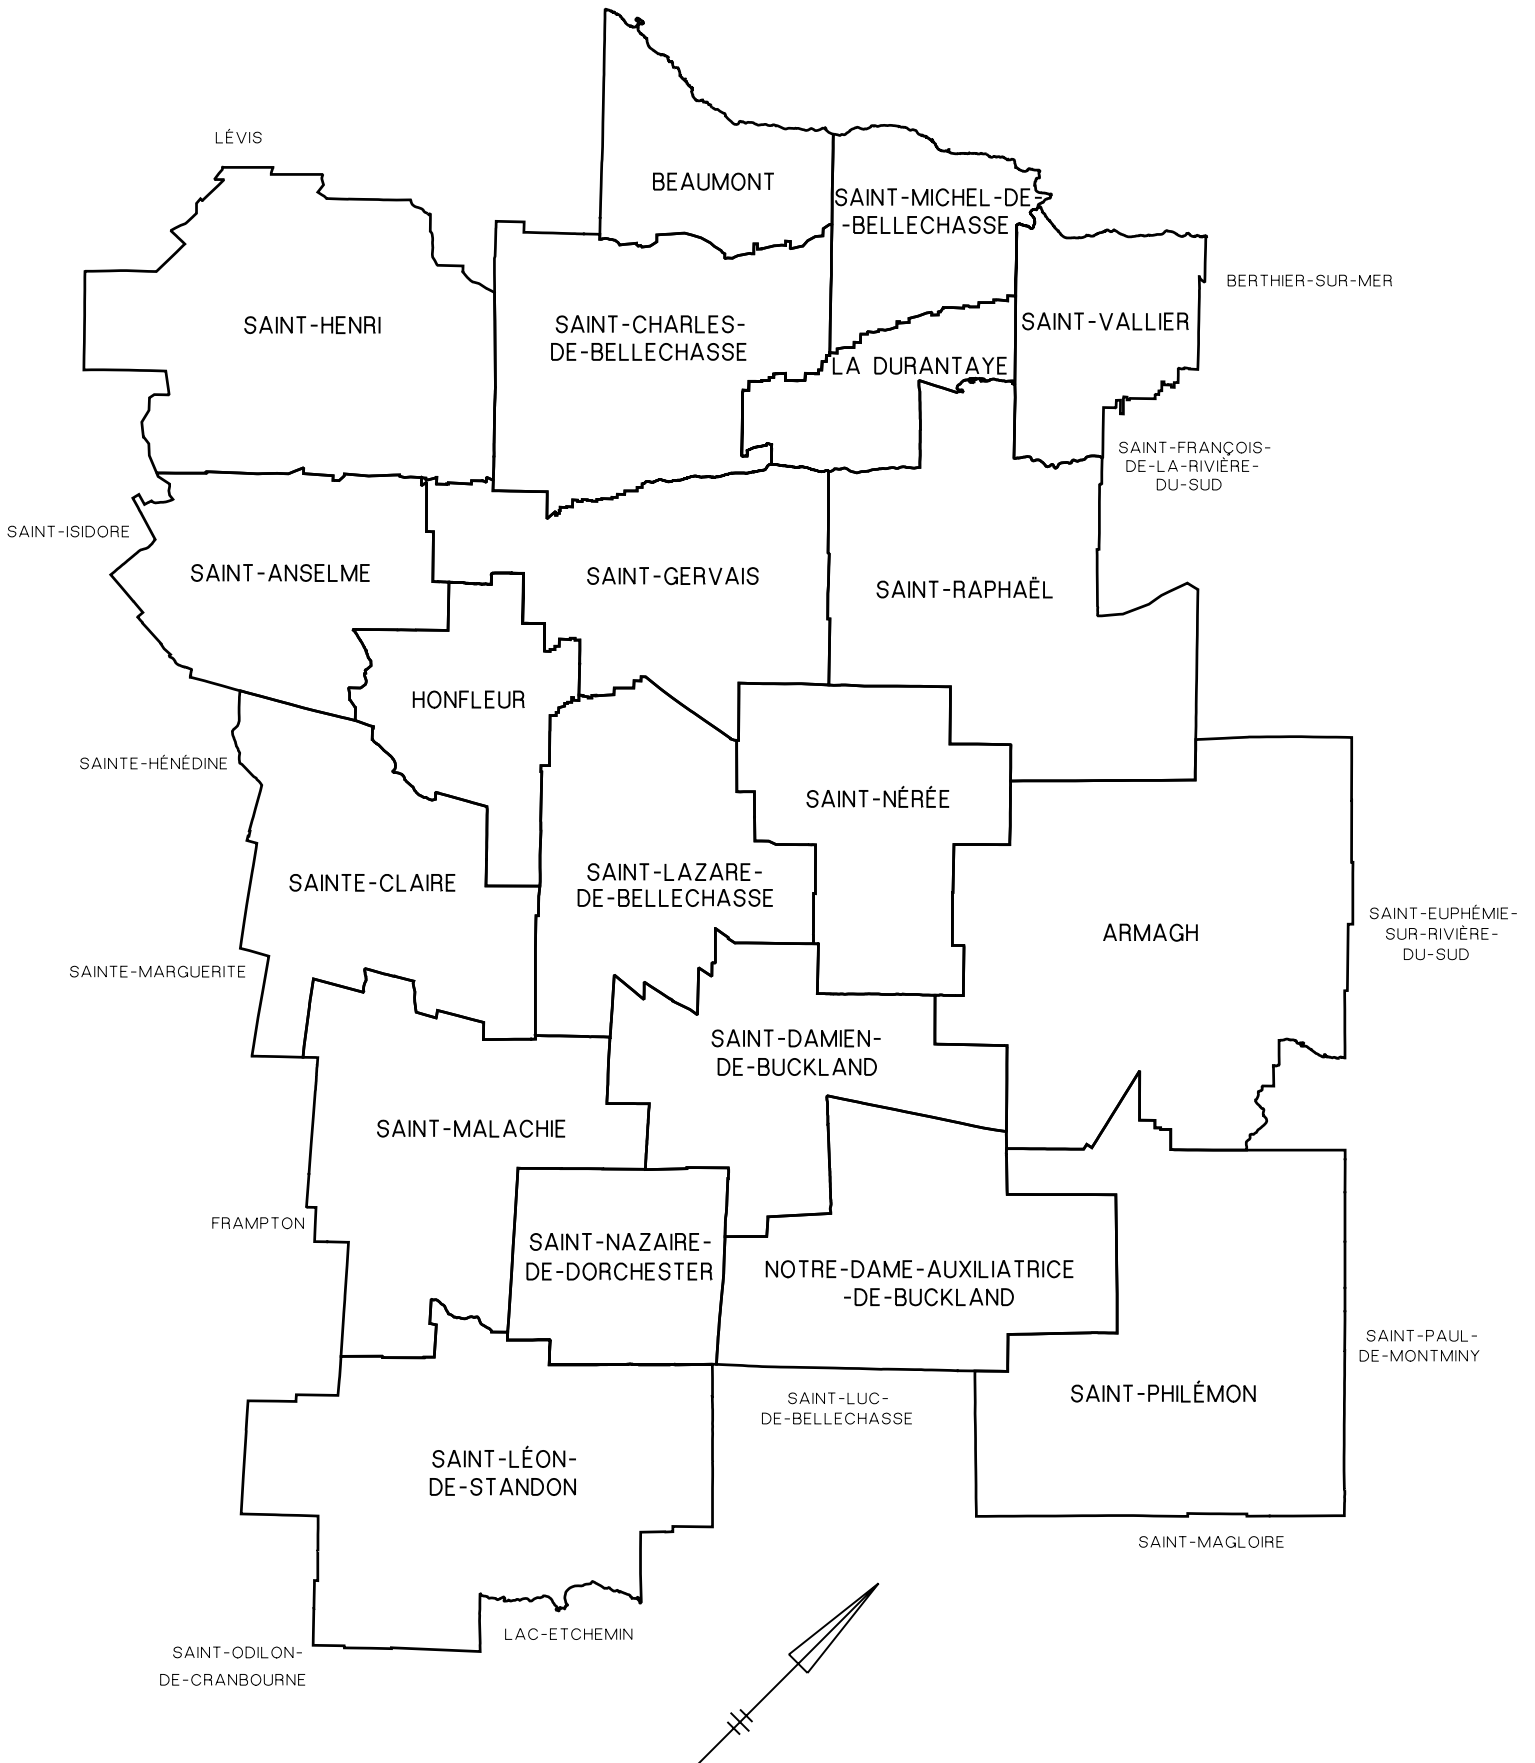 LÉVIS
BEAUMONT
SAINT-MICHEL-DE-
-BELLECHASSE
BERTHIER-SUR-MER
SAINT-HENRI
SAINT-CHARLES-
DE-BELLECHASSE
SAINT-VALLIER
LA DURANTAYE
SAINT-FRANÇOIS-
DE-LA-RIVIÈRE-
DU-SUD
SAINT-ISIDORE
SAINT-ANSELME
SAINT-GERVAIS
SAINT-RAPHAËL
HONFLEUR
SAINTE-HÉNÉDINE
SAINT-NÉRÉE
SAINTE-CLAIRE
SAINT-LAZARE-
DE-BELLECHASSE
ARMAGH
SAINT-EUPHÉMIE-
SUR-RIVIÈRE-
DU-SUD
SAINTE-MARGUERITE
SAINT-DAMIEN-
DE-BUCKLAND
SAINT-MALACHIE
FRAMPTON
SAINT-NAZAIRE-
DE-DORCHESTER
NOTRE-DAME-AUXILIATRICE
-DE-BUCKLAND
SAINT-PAUL-
DE-MONTMINY
SAINT-LUC-
DE-BELLECHASSE
SAINT-PHILÉMON
SAINT-LÉON-
DE-STANDON
SAINT-MAGLOIRE
LAC-ETCHEMIN
SAINT-ODILON-
DE-CRANBOURNE